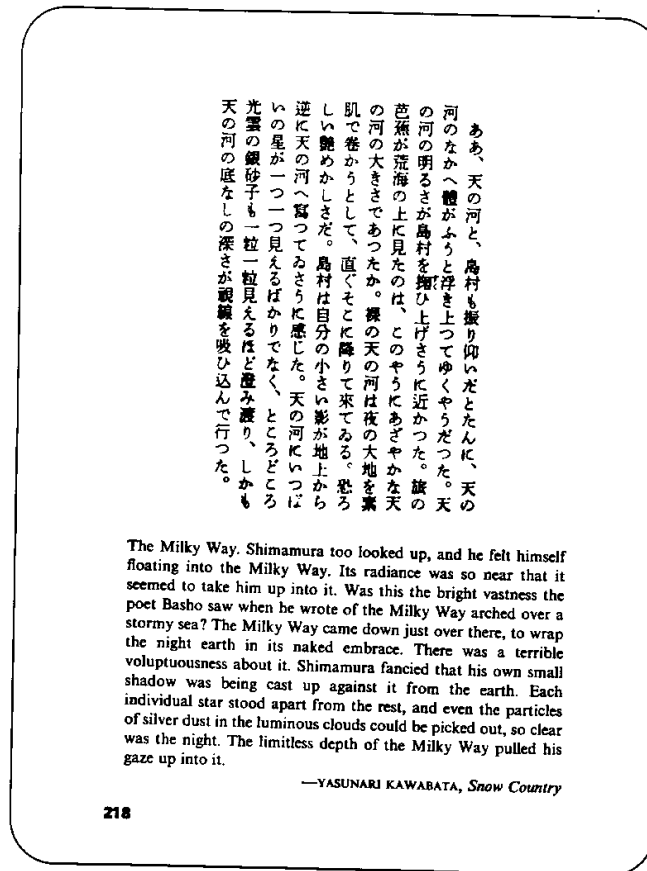 ああ、天の河と、島村も振り仰いだとたんに、天の
河のなかへ體がふうと浮き上つてゆくやうだつた。天
の河の明るさが島村を掬ひ上げさうに近かつた。旅の
芭蕉が荒海の上に見たのは、このやうにあざやかな天
の河の大きさであつたか。裸の天の河は夜の大地を素
肌で卷かうとして、直ぐそこに降りて來てゐる。恐ろ
しい艷めかしさだ。島村は自分の小さい影が地上から
逆に天の河へ寫つてゐさうに感じた。天の河にいつぱ
いの星が一つ一つ見えるばかりでなく、ところどころ
光雲の銀砂子も一粒一粒見えるほど澄み渡り、しかも
天の河の底なしの深さが視線を吸ひ込んで行つた。
The Milky Way. Shimamura too looked up, and he felt himself
floating into the Milky Way. Its radiance was so near that it
seemed to take him up into it. Was this the bright vastness the
poet Basho saw when he wrote of the Milky Way arched over a
stormy sea? The Milky Way came down just over there, to wrap
the night earth in its naked embrace. There was a terrible
voluptuousness about it. Shimamura fancied that his own small
shadow was being cast up against it from the earth. Each
individual star stood apart from the rest, and even the particles
of silver dust in the luminous clouds could be picked out, so clear
was the night. The limitless depth of the Milky Way pulled his
gaze up into it.
—YASUNARI KAWABATA, Snow Country
218